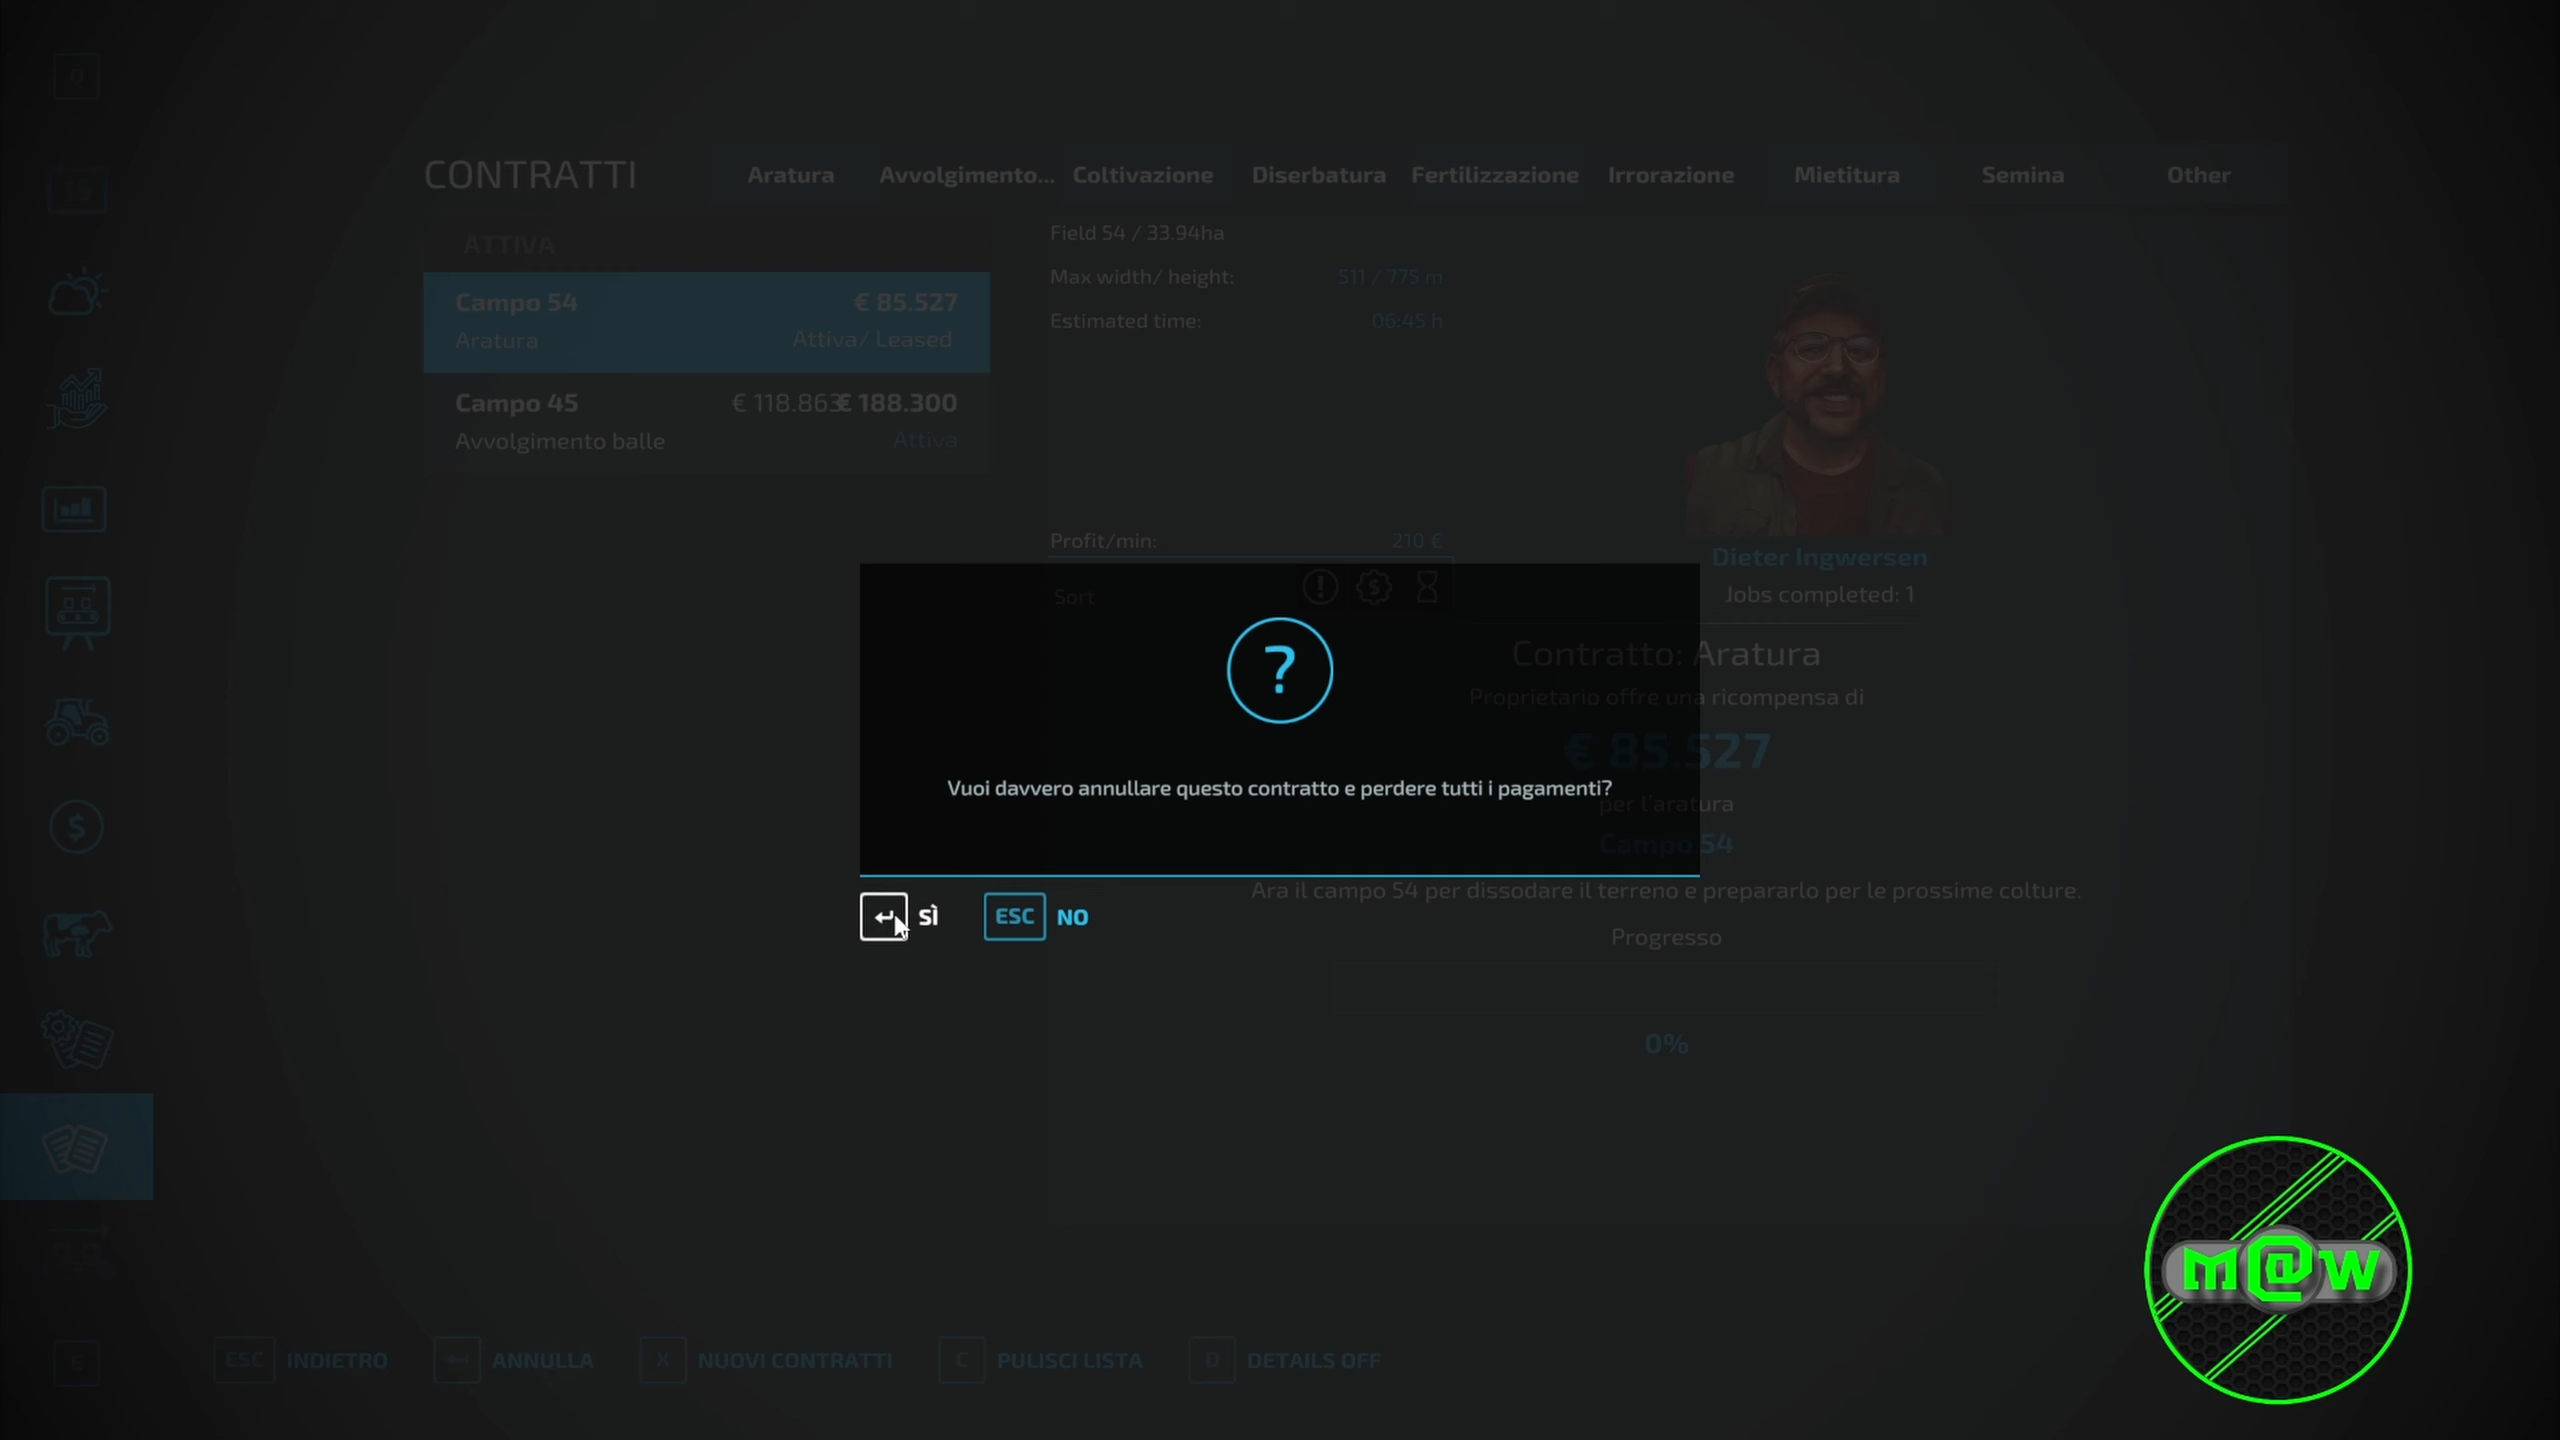 Q
15
CONTRATTI
Aratura
Avvolgimento...
Coltivazione
Diserbatura
Fertilizzazione
Irrorazione
Mietitura
Semina
Other
ATTIVA
Campo 54 € 85.527
Aratura Attiva/ Leased
Campo 45 € 118.863 € 188.300
Avvolgimento balle Attiva
Field 54 / 33.94ha
Max width/ height: 511 / 775 m
Estimated time: 06:45 h
Profit/min: 210 €
Sort
Dieter Ingwersen
Jobs completed: 1
Contratto: Aratura
Proprietario offre una ricompensa di
€ 85.527
per l'aratura
Campo 54
Ara il campo 54 per dissodare il terreno e prepararlo per le prossime colture.
Progresso
0%
?
Vuoi davvero annullare questo contratto e perdere tutti i pagamenti?
SÌ
ESC NO
E
ESC INDIETRO
ANNULLA
X NUOVI CONTRATTI
C PULISCI LISTA
D DETAILS OFF
m@w